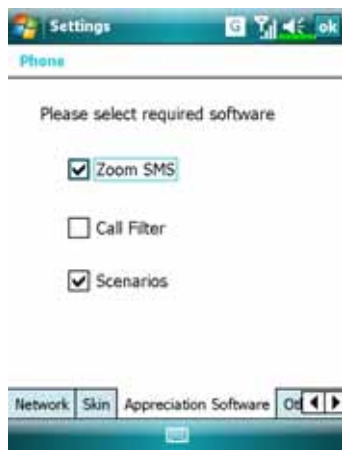 Settings G ok
Phone
Please select required software
Zoom SMS
Call Filter
Scenarios
Network Skin Appreciation Software